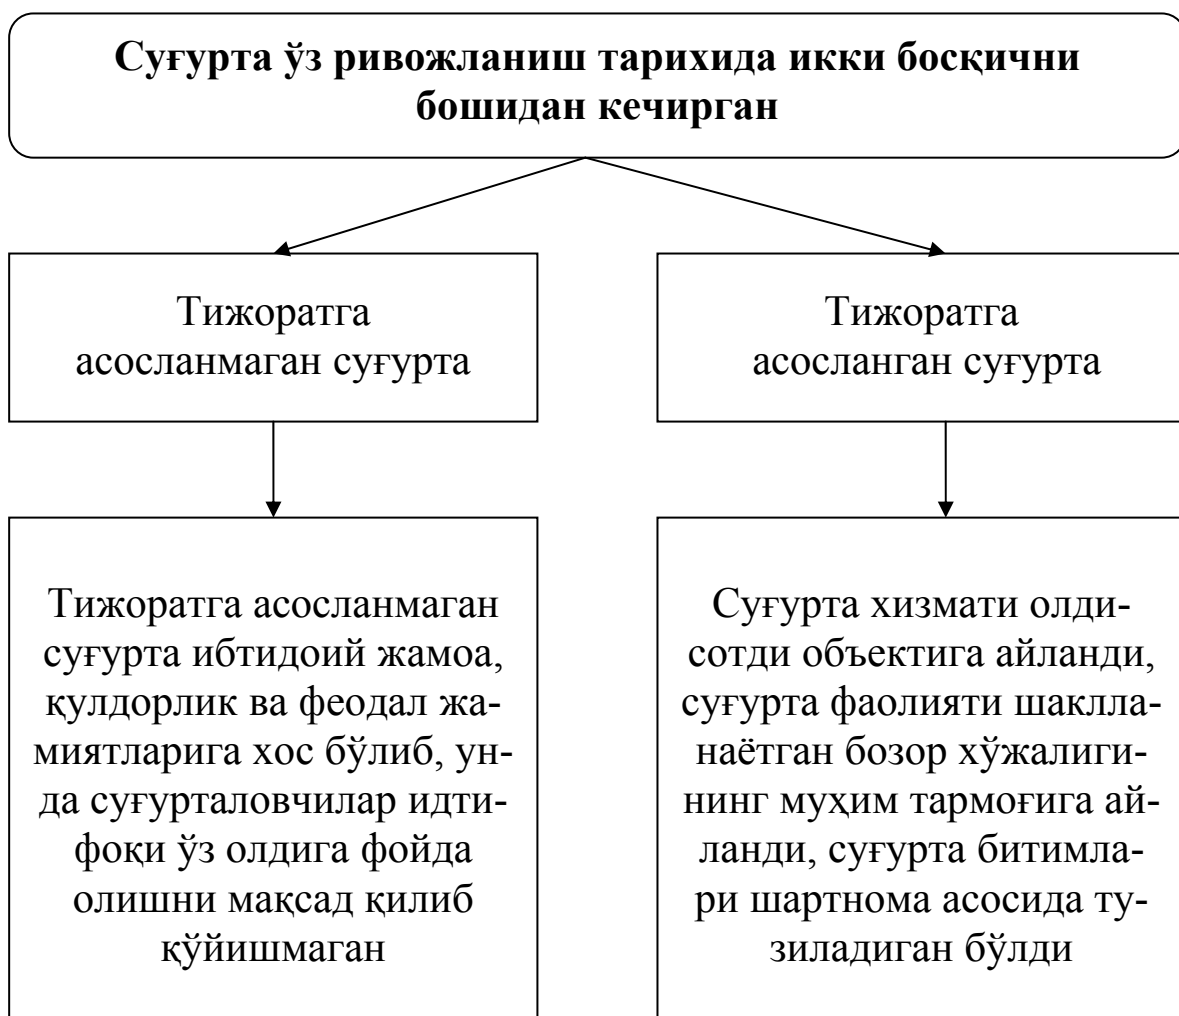 Суғурта ўз ривожланиш тарихида икки босқични
бошидан кечирган
Тижоратга
асосланмаган суғурта
Тижоратга
асосланган суғурта
Тижоратга асосланмаган
суғурта ибтидоий жамоа,
қулдорлик ва феодал жа-
миятларига хос бўлиб, ун-
да суғурталовчилар идти-
фоқи ўз олдига фойда
олишни мақсад қилиб
қўйишмаган
Суғурта хизмати олди-
сотди объектига айланди,
суғурта фаолияти шаклла-
наётган бозор хўжалиги-
нинг муҳим тармоғига ай-
ланди, суғурта битимла-
ри шартнома асосида ту-
зиладиган бўлди